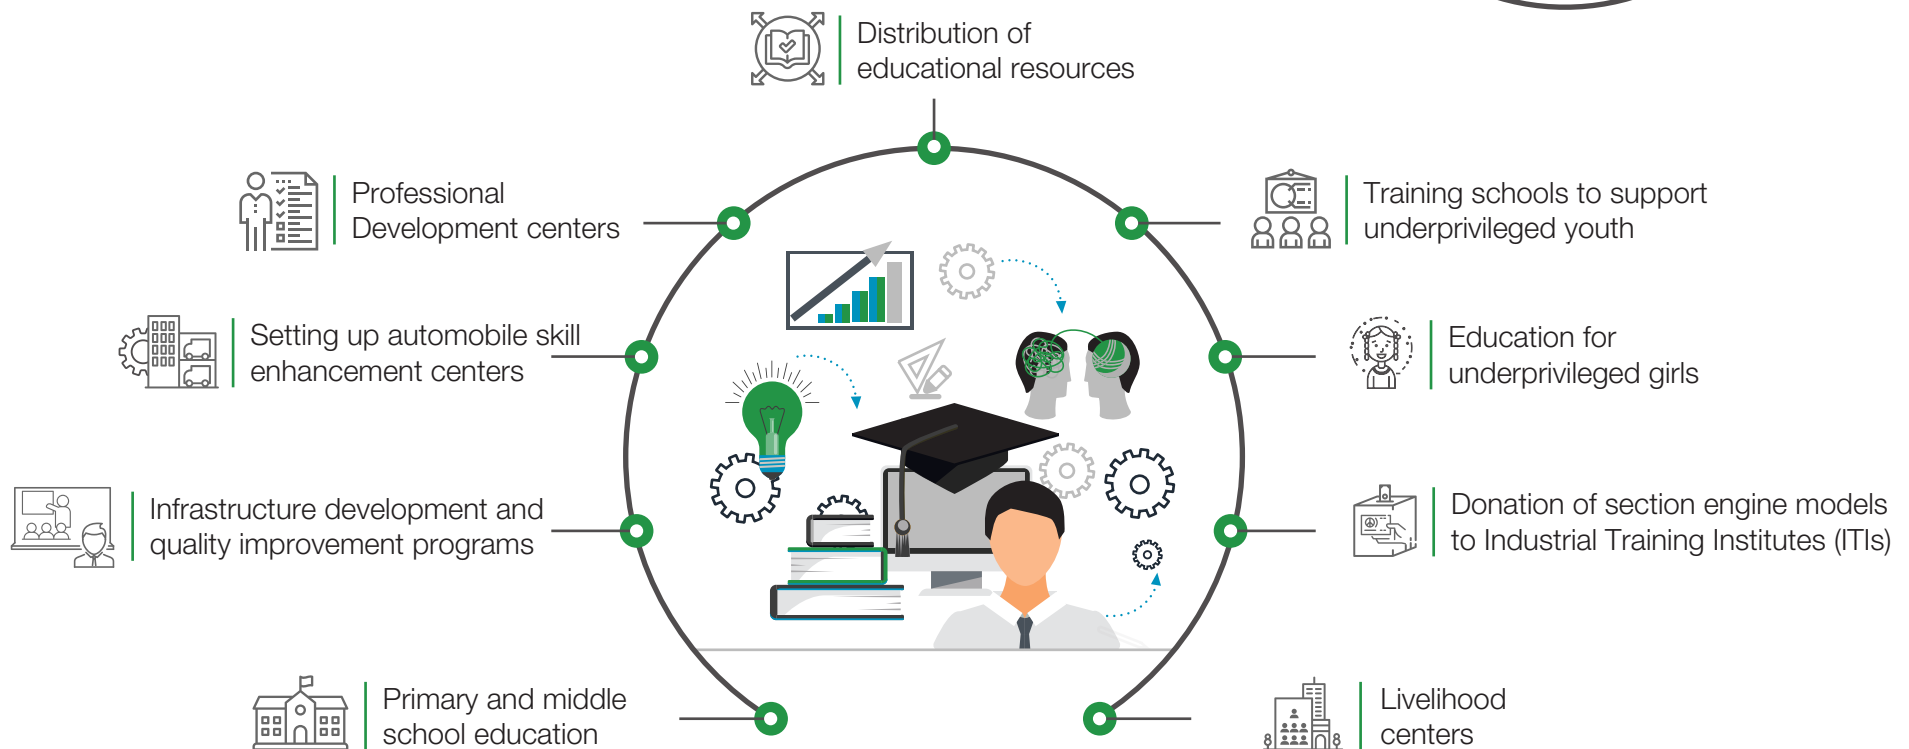 Distribution of
educational resources
Professional
Development centers
Training schools to support
underprivileged youth
Setting up automobile skill
enhancement centers
Education for
underprivileged girls
Infrastructure development and
quality improvement programs
Donation of section engine models
to Industrial Training Institutes (ITIs)
Primary and middle
school education
Livelihood
centers